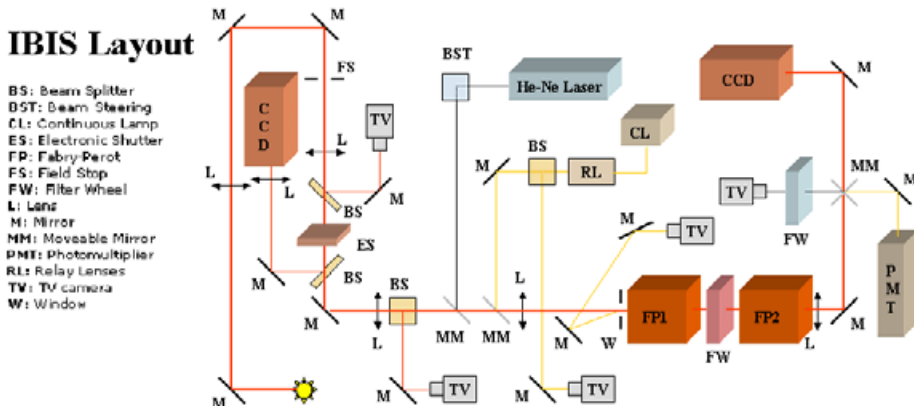 IBIS Layout
BS: Beam Splitter
BST: Beam Steering
CL: Continuous Lamp
ES: Electronic Shutter
FP: Fabry-Perot
FS: Field Stop
FW: Filter Wheel
L: Lens
M: Mirror
MM: Moveable Mirror
PMT: Photomultiplier
RL: Relay Lenses
TV: TV camera
W: Window
M
M
FS
CCD
TV
L
L
L
M
BS
ES
M
BS
M
M
BST
He-Ne Laser
CL
BS
RL
M
M
TV
L
BS
MM
MM
L
M
TV
M
TV
M
W
FP1
FW
FP2
L
M
CCD
M
MM
M
TV
FW
PMT